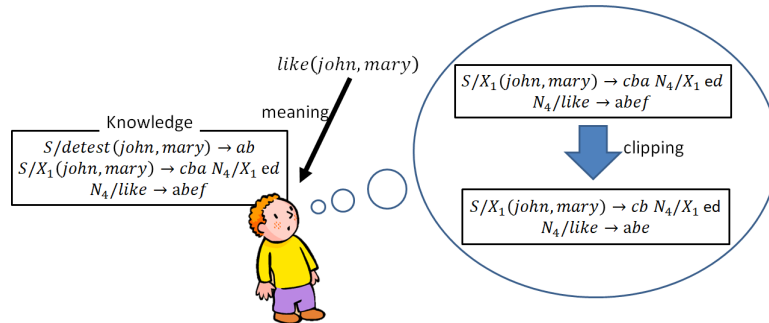 like(john, mary)
meaning
Knowledge
S/detest(john, mary) → ab
S/X₁(john, mary) → cba N₄/X₁ ed
N₄/like → abef
S/X₁(john, mary) → cba N₄/X₁ ed
N₄/like → abef
clipping
S/X₁(john, mary) → cb N₄/X₁ ed
N₄/like → abe